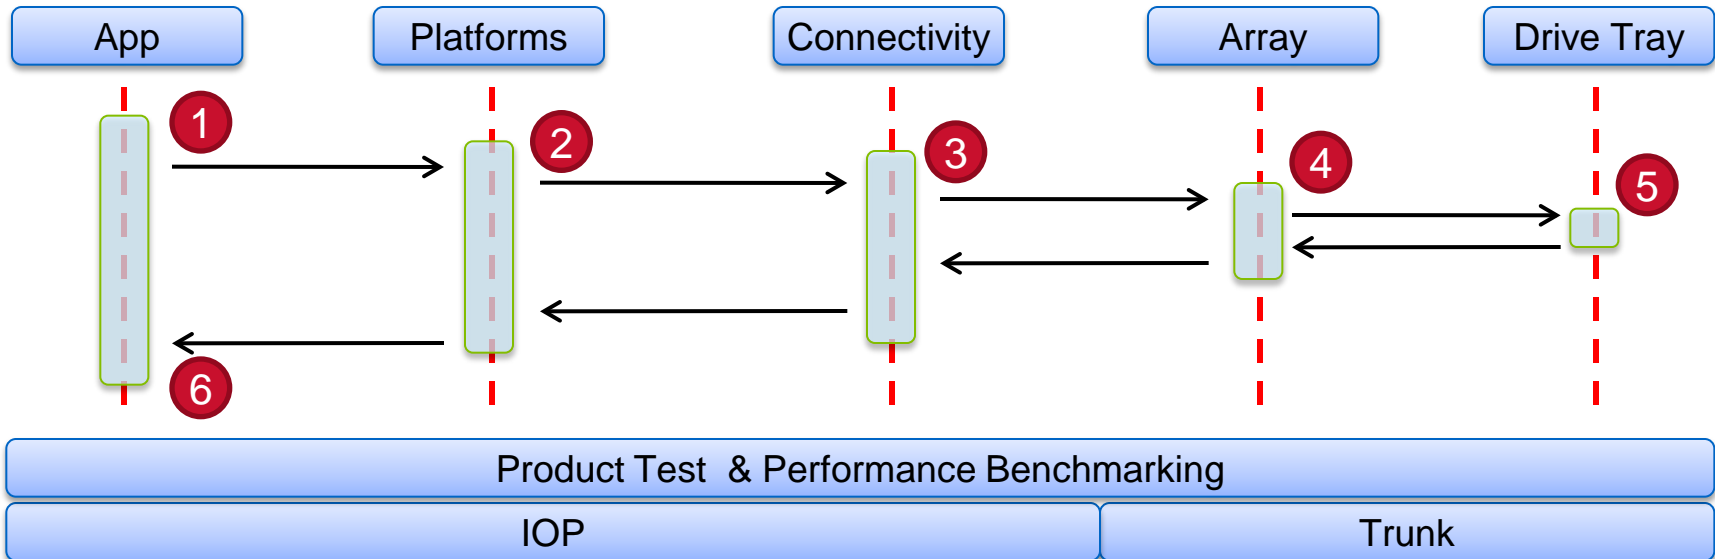 App
Platforms
Connectivity
Array
Drive Tray
1
2
3
4
5
6
Product Test  & Performance Benchmarking
IOP
Trunk